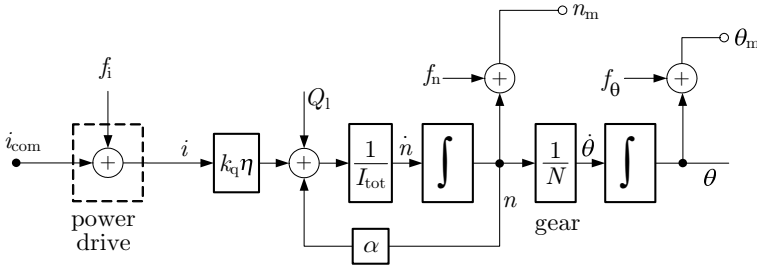 n_m
θ_m
f_i
f_n
f_θ
Q_l
i_com
i
k_q η
1
I_tot
ṅ
∫
n
1
N
θ̇
∫
θ
power
drive
gear
α